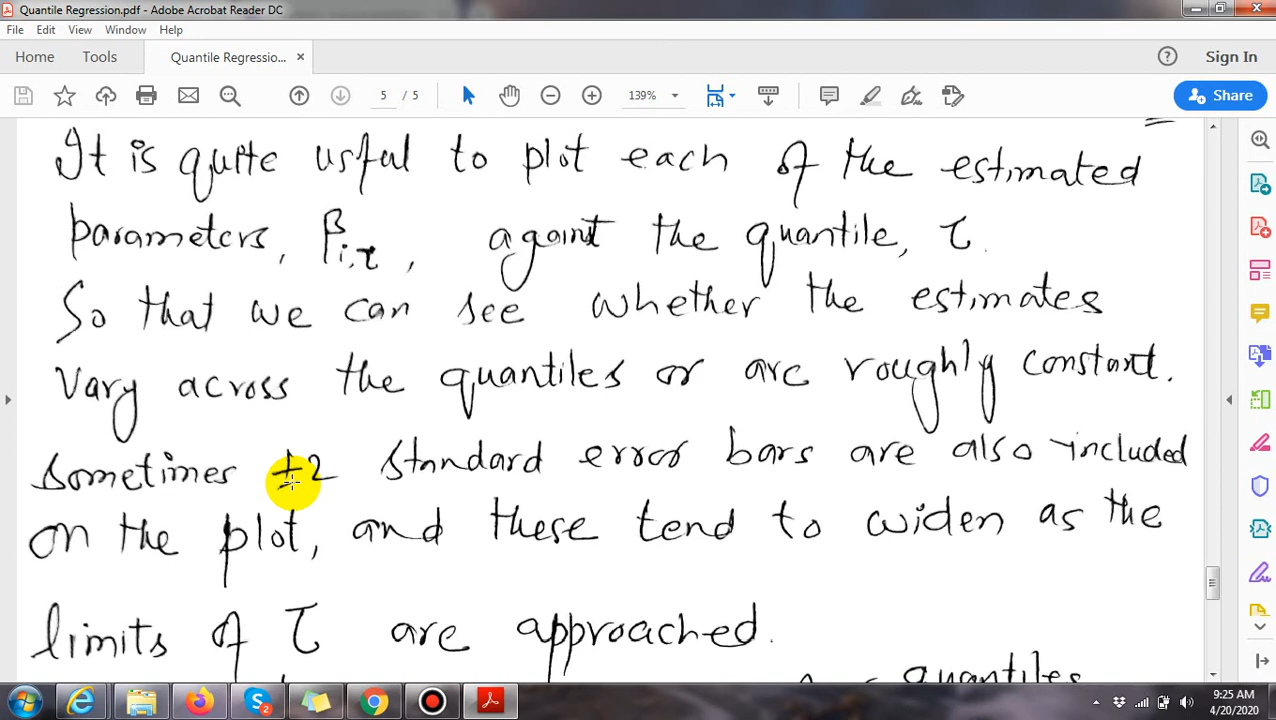 Quantile Regression.pdf - Adobe Acrobat Reader DC
File Edit View Window Help
Home Tools Quantile Regressio... × Sign In
5 / 5 139% Share
It is quite usful to plot each of the estimated
parameters, βi,τ, against the quantile, τ.
So that we can see whether the estimates
vary across the quantiles or are roughly constant.
sometimes ±2 standard error bars are also included
on the plot, and these tend to widen as the
limits of τ are approached.
quantiles
9:25 AM
4/20/2020